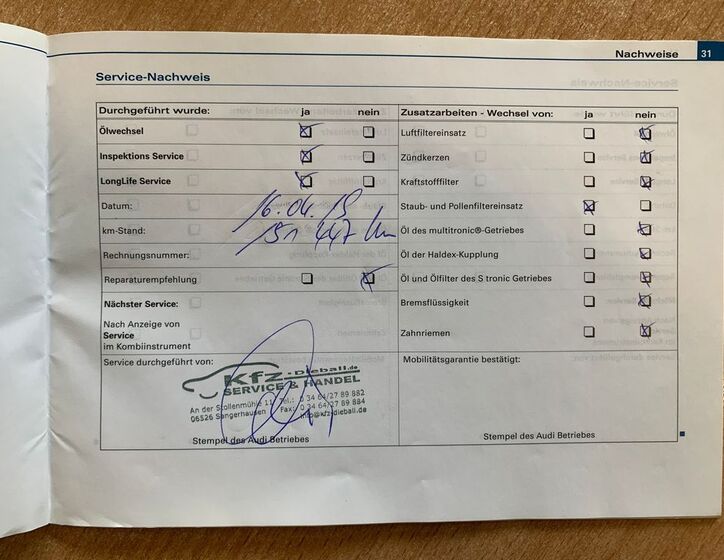 Nachweise 31
Service-Nachweis
Durchgeführt wurde: ja nein
Ölwechsel
Inspektions Service
LongLife Service
Datum: 16.04.19
km-Stand: 151 447 km
Rechnungsnummer:
Reparaturempfehlung
Nächster Service:
Nach Anzeige von
Service
im Kombiinstrument
Service durchgeführt von:
Kfz-Dieball.de
SERVICE & HANDEL
An der Stollenmühle 11 Tel.: 0 34 64/27 89 882
06526 Sangerhausen Fax: 0 34 64/27 89 884
info@kfz-dieball.de
Stempel des Audi Betriebes
Zusatzarbeiten - Wechsel von: ja nein
Luftfiltereinsatz
Zündkerzen
Kraftstofffilter
Staub- und Pollenfiltereinsatz
Öl des multitronic®-Getriebes
Öl der Haldex-Kupplung
Öl und Ölfilter des S tronic Getriebes
Bremsflüssigkeit
Zahnriemen
Mobilitätsgarantie bestätigt:
Stempel des Audi Betriebes